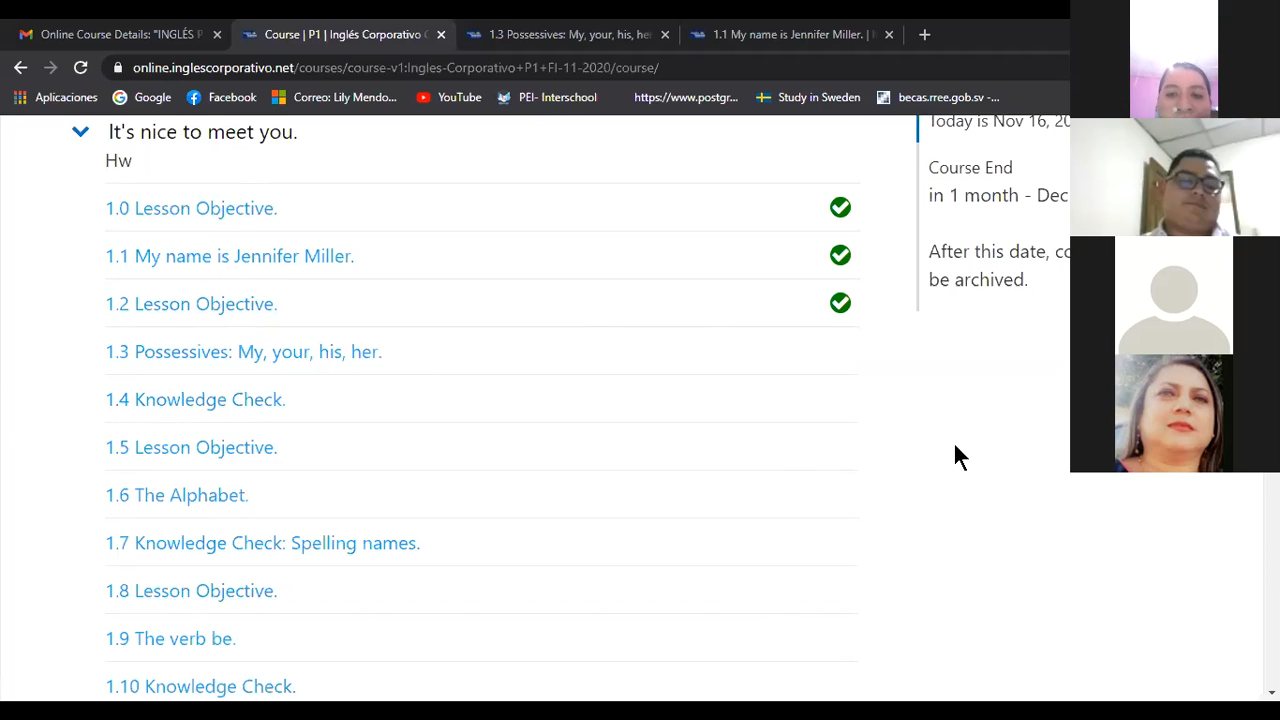 Online Course Details: "INGLÉS P
Course | P1 | Inglés Corporativo
1.3 Possessives: My, your, his, he
1.1 My name is Jennifer Miller. |
online.inglescorporativo.net/courses/course-v1:Ingles-Corporativo+P1+FI-11-2020/course/
Aplicaciones
Google
Facebook
Correo: Lily Mendo...
YouTube
PEI- Interschool
https://www.postgr...
Study in Sweden
becas.rree.gob.sv -...
It's nice to meet you.
Hw
1.0 Lesson Objective.
1.1 My name is Jennifer Miller.
1.2 Lesson Objective.
1.3 Possessives: My, your, his, her.
1.4 Knowledge Check.
1.5 Lesson Objective.
1.6 The Alphabet.
1.7 Knowledge Check: Spelling names.
1.8 Lesson Objective.
1.9 The verb be.
1.10 Knowledge Check.
Today is Nov 16, 20
Course End
in 1 month - Dec
After this date, co
be archived.